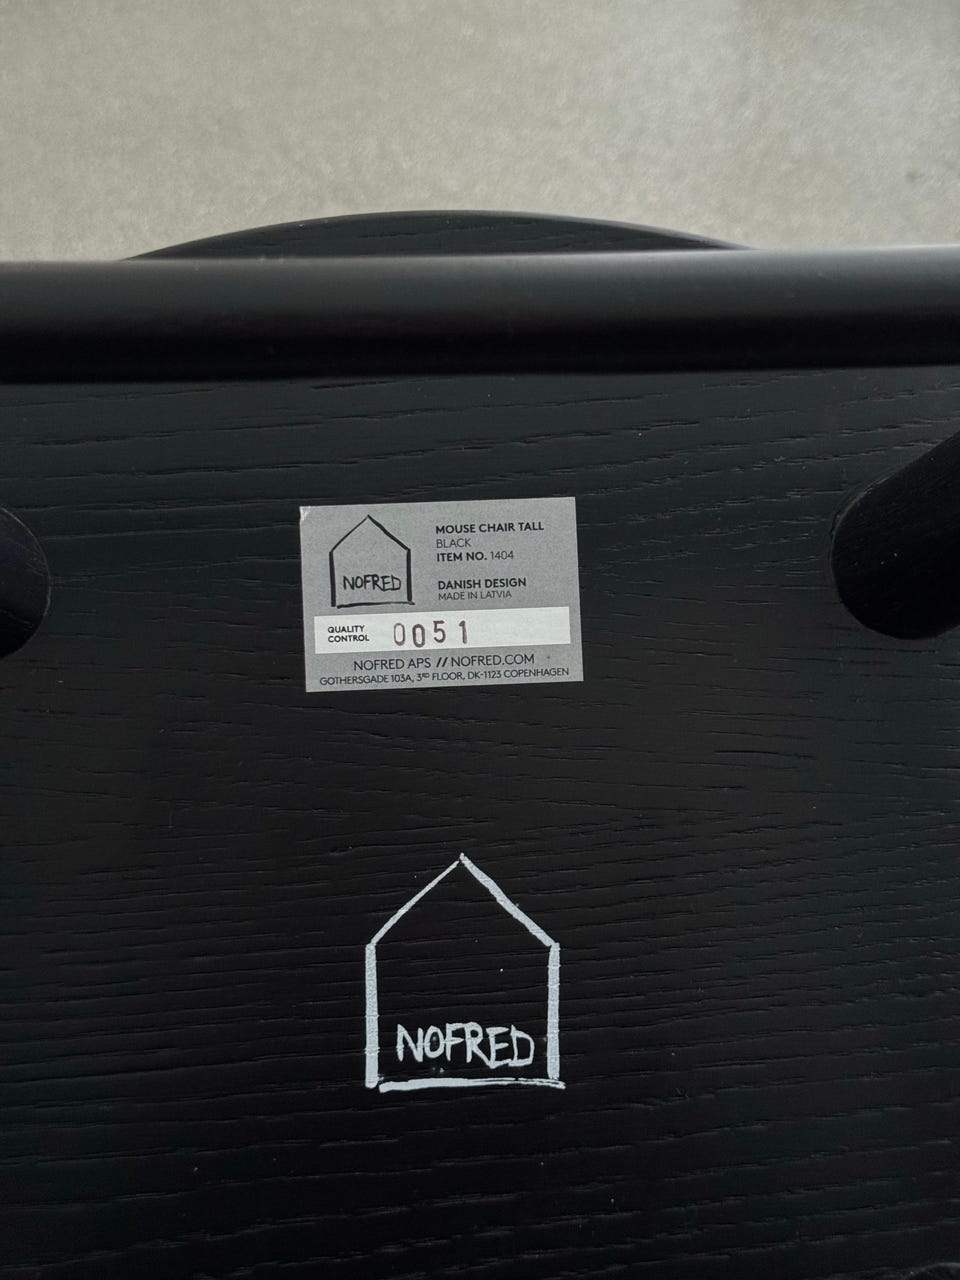 NOFRED
MOUSE CHAIR TALL
BLACK
ITEM NO. 1404
DANISH DESIGN
MADE IN LATVIA
QUALITY
CONTROL
0051
NOFRED APS // NOFRED.COM
GOTHERSGADE 103A, 3RD FLOOR, DK-1123 COPENHAGEN
NOFRED